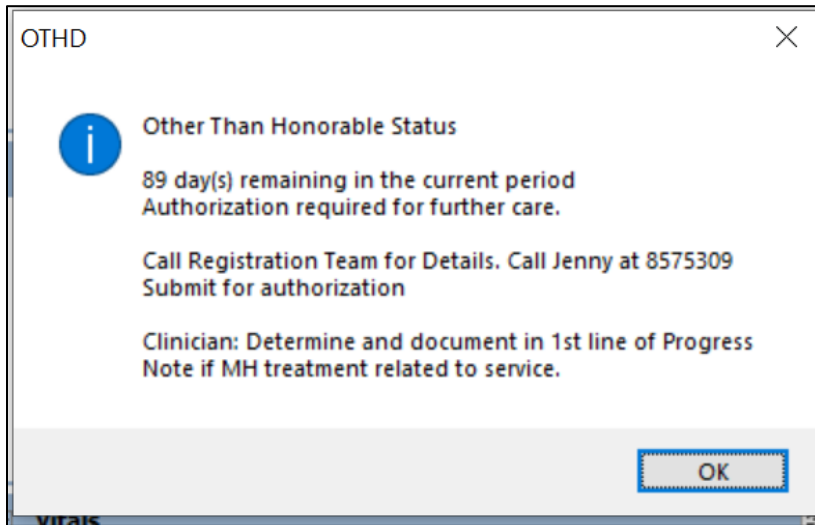 OTHD
Other Than Honorable Status
89 day(s) remaining in the current period
Authorization required for further care.
Call Registration Team for Details. Call Jenny at 8575309
Submit for authorization
Clinician: Determine and document in 1st line of Progress
Note if MH treatment related to service.
OK
Vitals